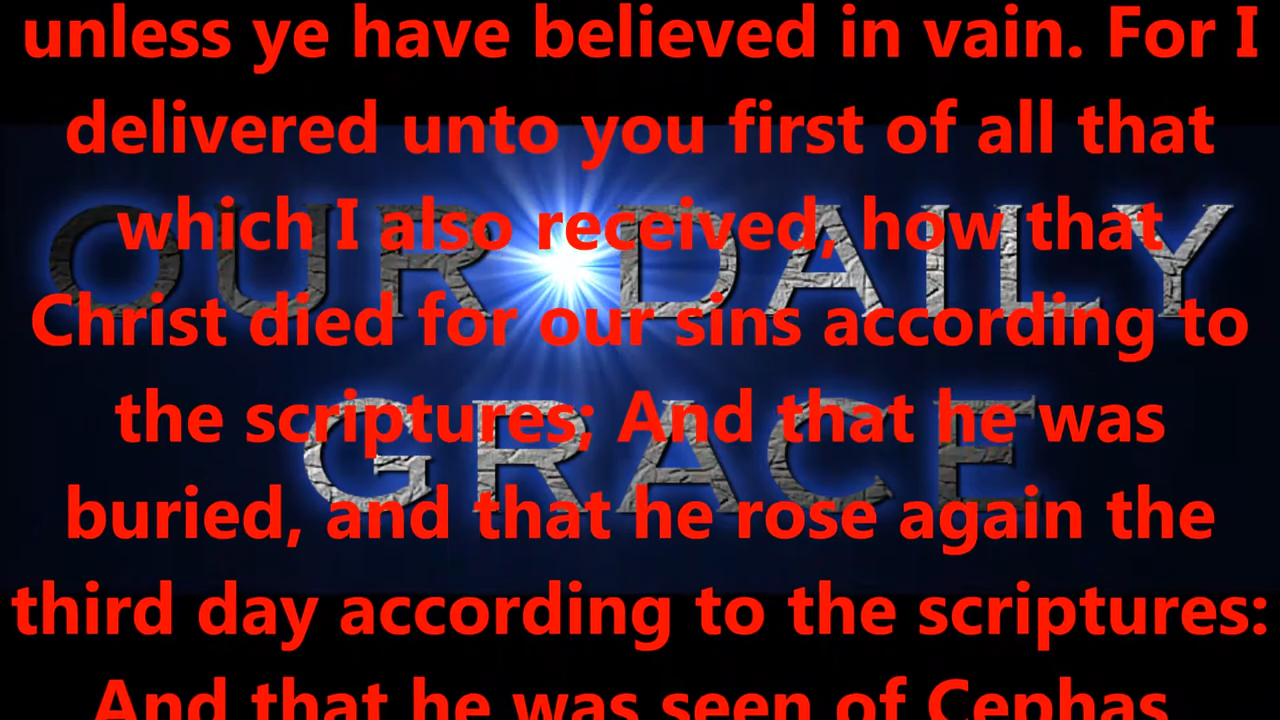 unless ye have believed in vain. For I
delivered unto you first of all that
which I also received, how that
Christ died for our sins according to
the scriptures; And that he was
buried, and that he rose again the
third day according to the scriptures:
And that he was seen of Cephas,
OUR DAILY
GRACE